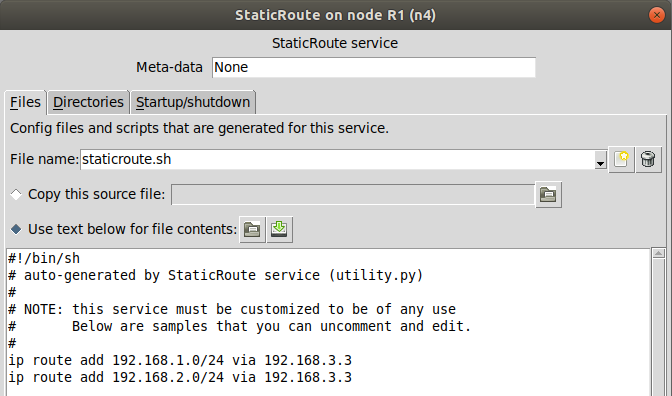 StaticRoute on node R1 (n4)
StaticRoute service
Meta-data None
Files Directories Startup/shutdown
Config files and scripts that are generated for this service.
File name: staticroute.sh
Copy this source file:
Use text below for file contents:
#!/bin/sh
# auto-generated by StaticRoute service (utility.py)
#
# NOTE: this service must be customized to be of any use
#       Below are samples that you can uncomment and edit.
#
ip route add 192.168.1.0/24 via 192.168.3.3
ip route add 192.168.2.0/24 via 192.168.3.3